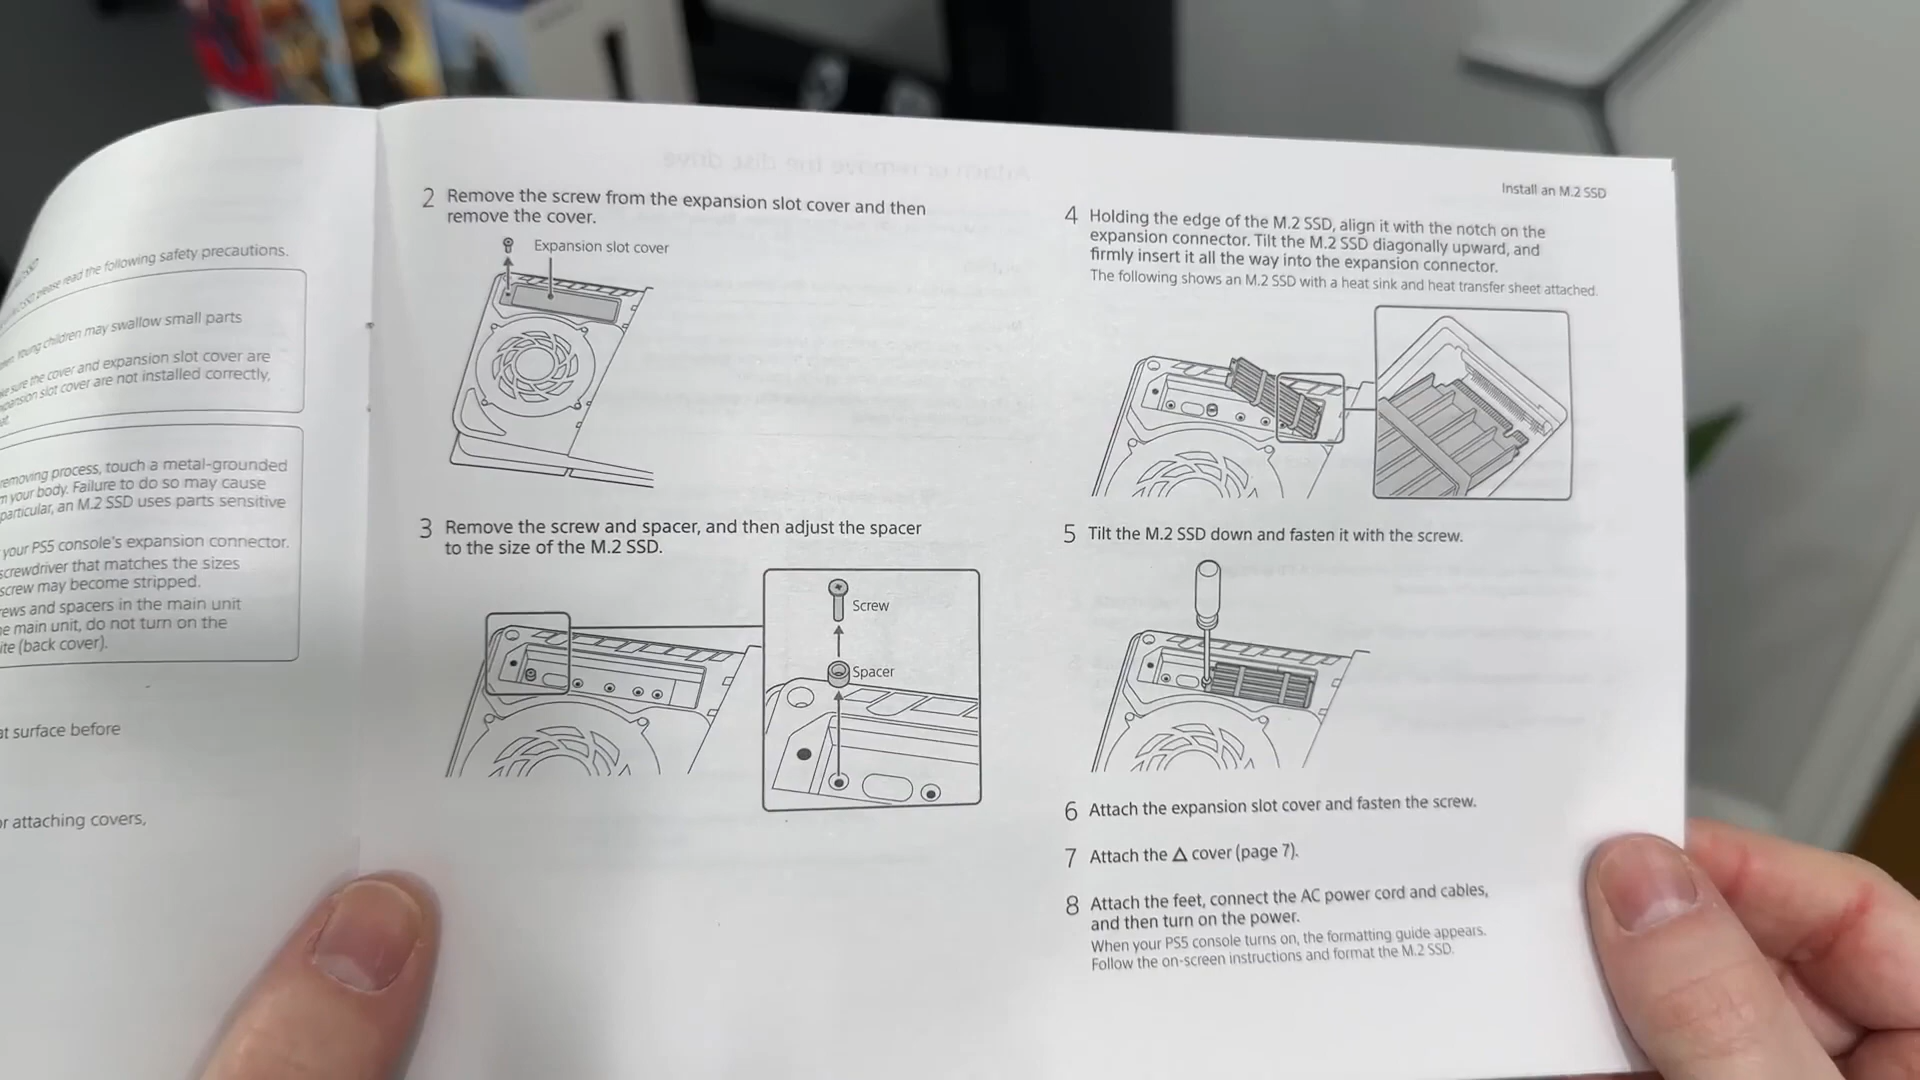 please read the following safety precautions.
Young children may swallow small parts
sure the cover and expansion slot cover are
slot cover are not installed correctly,
process, touch a metal-grounded
your body. Failure to do so may cause
particular, an M.2 SSD uses parts sensitive
your PS5 console's expansion connector.
screwdriver that matches the sizes
screw may become stripped.
and spacers in the main unit
main unit, do not turn on the
(back cover).
surface before
attaching covers,
2 Remove the screw from the expansion slot cover and then
remove the cover.
Expansion slot cover
3 Remove the screw and spacer, and then adjust the spacer
to the size of the M.2 SSD.
Screw
Spacer
Install an M.2 SSD
4 Holding the edge of the M.2 SSD, align it with the notch on the
expansion connector. Tilt the M.2 SSD diagonally upward, and
firmly insert it all the way into the expansion connector.
The following shows an M.2 SSD with a heat sink and heat transfer sheet attached.
5 Tilt the M.2 SSD down and fasten it with the screw.
6 Attach the expansion slot cover and fasten the screw.
7 Attach the △ cover (page 7).
8 Attach the feet, connect the AC power cord and cables,
and then turn on the power.
When your PS5 console turns on, the formatting guide appears.
Follow the on-screen instructions and format the M.2 SSD.